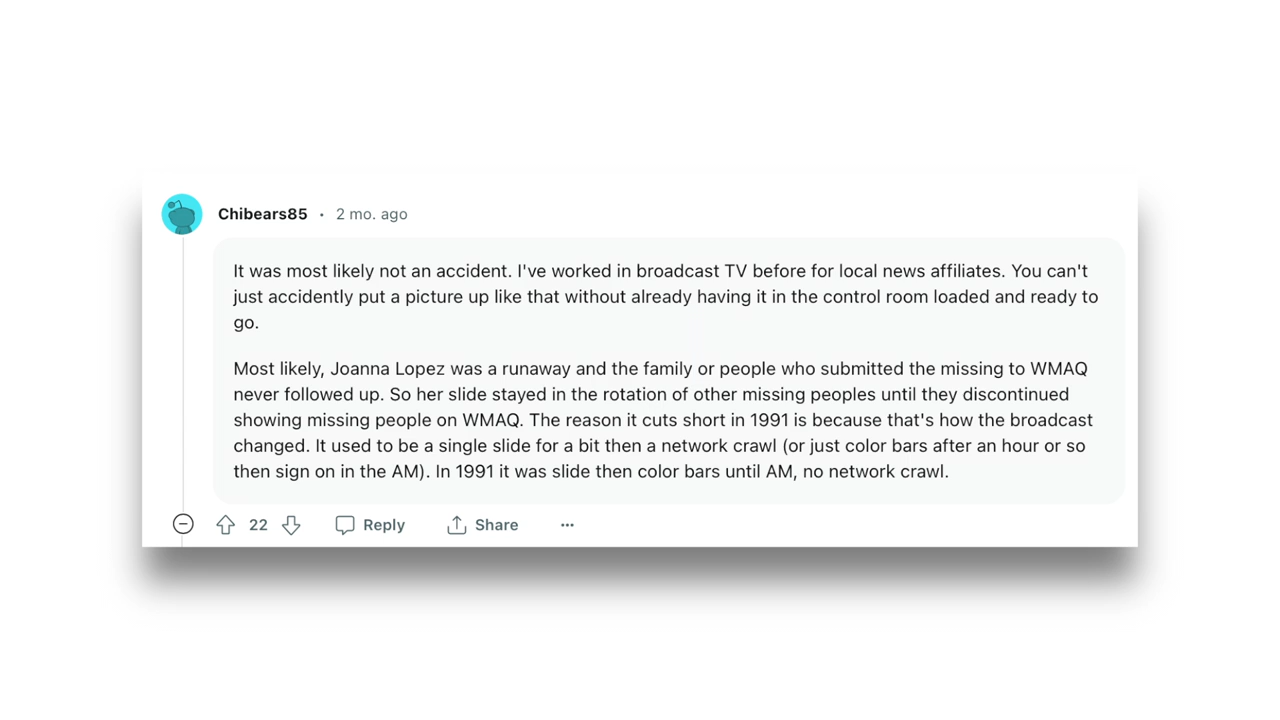 Chibears85 • 2 mo. ago
It was most likely not an accident. I've worked in broadcast TV before for local news affiliates. You can't
just accidently put a picture up like that without already having it in the control room loaded and ready to
go.
Most likely, Joanna Lopez was a runaway and the family or people who submitted the missing to WMAQ
never followed up. So her slide stayed in the rotation of other missing peoples until they discontinued
showing missing people on WMAQ. The reason it cuts short in 1991 is because that's how the broadcast
changed. It used to be a single slide for a bit then a network crawl (or just color bars after an hour or so
then sign on in the AM). In 1991 it was slide then color bars until AM, no network crawl.
22 Reply Share ...